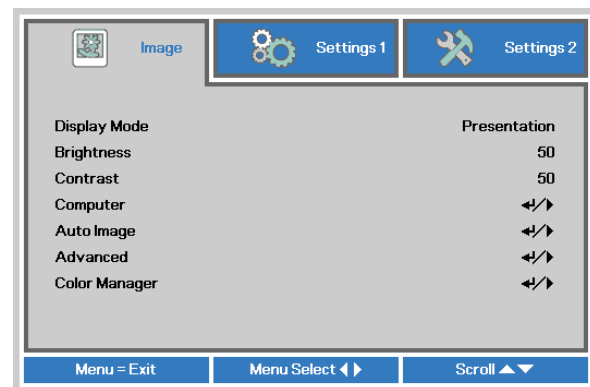 Image Settings 1 Settings 2
Display Mode Presentation
Brightness 50
Contrast 50
Computer ↵/▶
Auto Image ↵/▶
Advanced ↵/▶
Color Manager ↵/▶
Menu = Exit Menu Select ◀ ▶ Scroll ▲▼